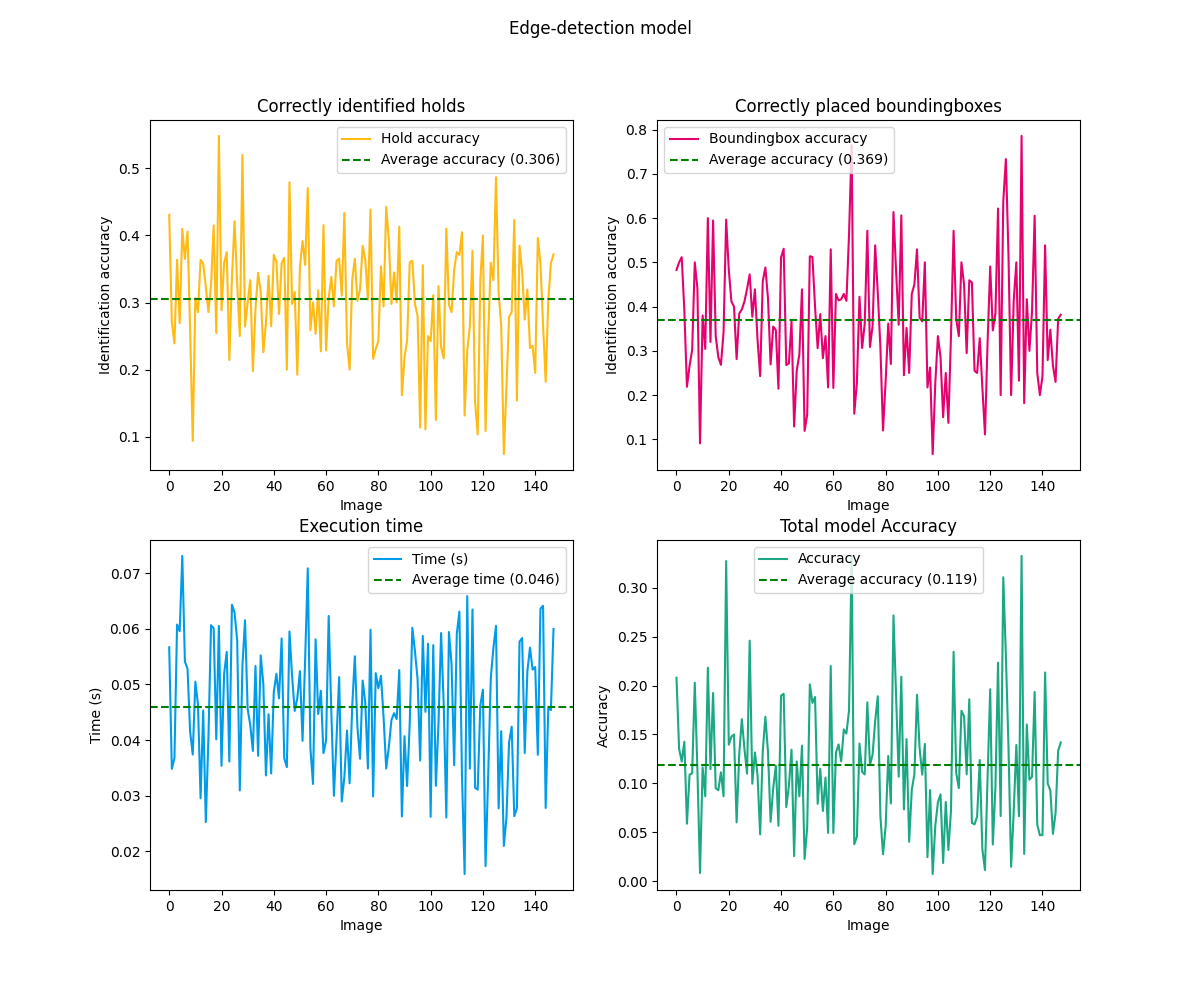 Edge-detection model
Correctly identified holds
Identification accuracy
0.5
0.4
0.3
0.2
0.1
Hold accuracy
Average accuracy (0.306)
0 20 40 60 80 100 120 140
Image
Correctly placed boundingboxes
Identification accuracy
0.8
0.7
0.6
0.5
0.4
0.3
0.2
0.1
Boundingbox accuracy
Average accuracy (0.369)
0 20 40 60 80 100 120 140
Image
Execution time
Time (s)
0.07
0.06
0.05
0.04
0.03
0.02
Time (s)
Average time (0.046)
0 20 40 60 80 100 120 140
Image
Total model Accuracy
Accuracy
0.30
0.25
0.20
0.15
0.10
0.05
0.00
Accuracy
Average accuracy (0.119)
0 20 40 60 80 100 120 140
Image